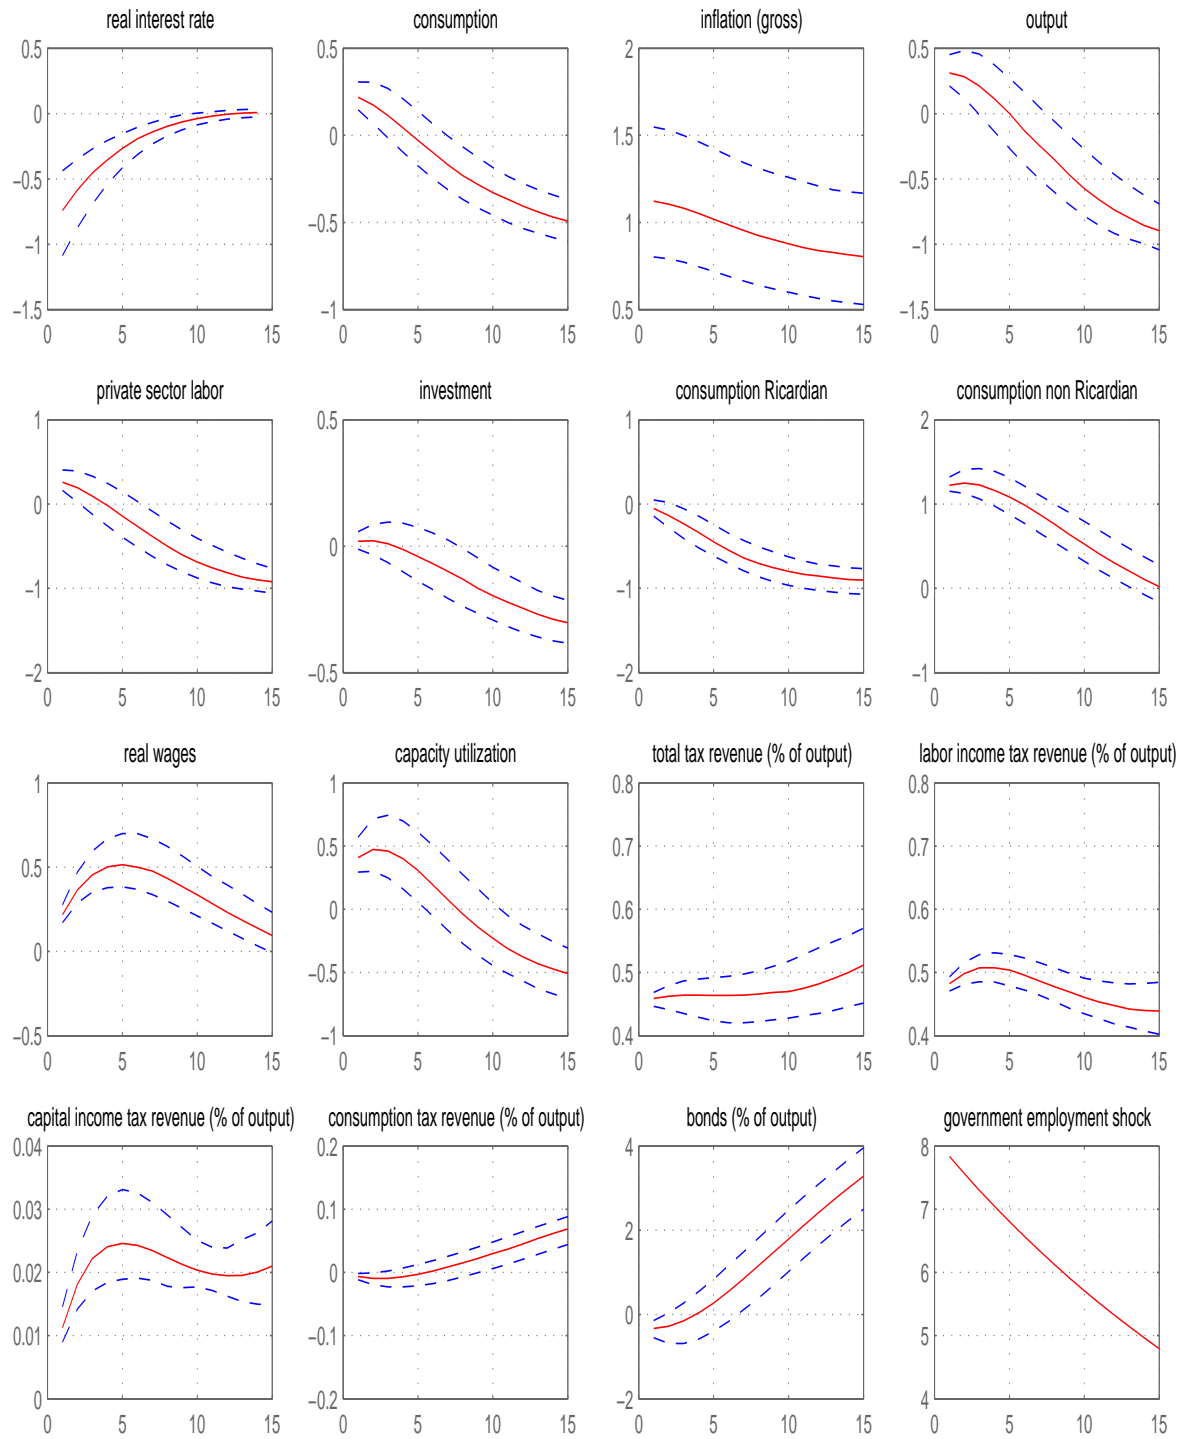 real interest rate consumption inflation (gross) output
0.5 0.5 2 0.5
0 0 1.5 0
−0.5 −0.5 1 −0.5
−1 −1
−1.5 −1 0.5 −1.5
0 5 10 15 0 5 10 15 0 5 10 15 0 5 10 15
private sector labor investment consumption Ricardian consumption non Ricardian
1 0.5 1 2
0 0 0 1
−1 −1 0
−2 −0.5 −2 −1
0 5 10 15 0 5 10 15 0 5 10 15 0 5 10 15
real wages capacity utilization total tax revenue (% of output) labor income tax revenue (% of output)
1 1 0.8 0.8
0.5 0.5 0.7 0.7
0 0 0.6 0.6
−0.5 0.5 0.5
−0.5 −1 0.4 0.4
0 5 10 15 0 5 10 15 0 5 10 15 0 5 10 15
capital income tax revenue (% of output) consumption tax revenue (% of output) bonds (% of output) government employment shock
0.04 0.2 4 8
0.03 0.1 2 7
0.02 0 0 6
0.01 −0.1 5
0 −0.2 −2 4
0 5 10 15 0 5 10 15 0 5 10 15 0 5 10 15